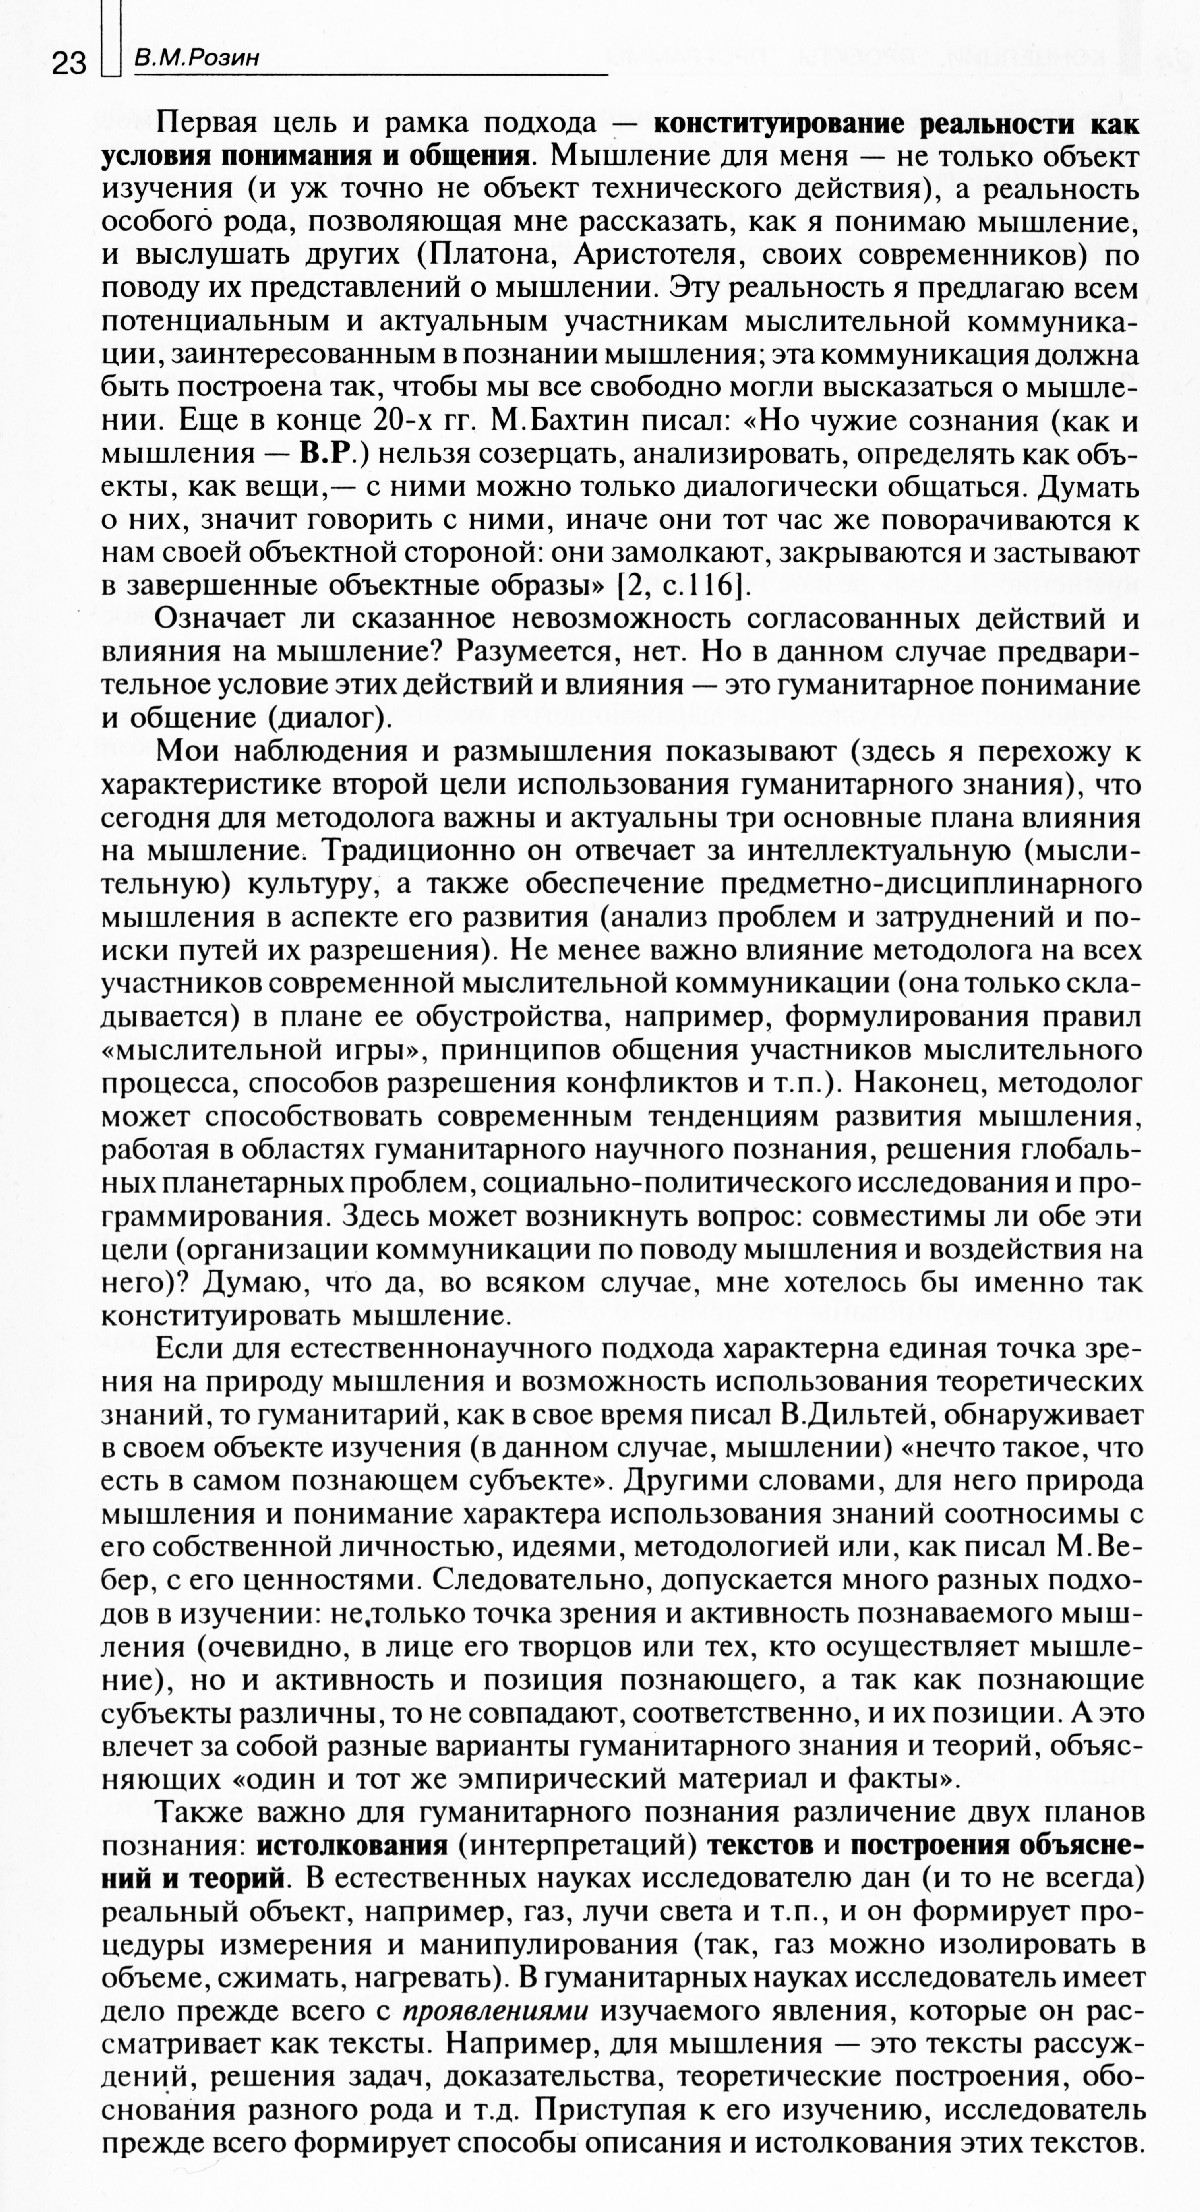 23
В.М.Розин
Первая цель и рамка подхода — конституирование реальности как
условия понимания и общения. Мышление для меня — не только объект
изучения (и уж точно не объект технического действия), а реальность
особого рода, позволяющая мне рассказать, как я понимаю мышление,
и выслушать других (Платона, Аристотеля, своих современников) по
поводу их представлений о мышлении. Эту реальность я предлагаю всем
потенциальным и актуальным участникам мыслительной коммуника-
ции, заинтересованным в познании мышления; эта коммуникация должна
быть построена так, чтобы мы все свободно могли высказаться о мышле-
нии. Еще в конце 20-х гг. М.Бахтин писал: «Но чужие сознания (как и
мышления — В.Р.) нельзя созерцать, анализировать, определять как объ-
екты, как вещи,— с ними можно только диалогически общаться. Думать
о них, значит говорить с ними, иначе они тот час же поворачиваются к
нам своей объектной стороной: они замолкают, закрываются и застывают
в завершенные объектные образы» [2, с.116].
Означает ли сказанное невозможность согласованных действий и
влияния на мышление? Разумеется, нет. Но в данном случае предвари-
тельное условие этих действий и влияния — это гуманитарное понимание
и общение (диалог).
Мои наблюдения и размышления показывают (здесь я перехожу к
характеристике второй цели использования гуманитарного знания), что
сегодня для методолога важны и актуальны три основные плана влияния
на мышление. Традиционно он отвечает за интеллектуальную (мысли-
тельную) культуру, а также обеспечение предметно-дисциплинарного
мышления в аспекте его развития (анализ проблем и затруднений и по-
иски путей их разрешения). Не менее важно влияние методолога на всех
участников современной мыслительной коммуникации (она только скла-
дывается) в плане ее обустройства, например, формулирования правил
«мыслительной игры», принципов общения участников мыслительного
процесса, способов разрешения конфликтов и т.п.). Наконец, методолог
может способствовать современным тенденциям развития мышления,
работая в областях гуманитарного научного познания, решения глобаль-
ных планетарных проблем, социально-политического исследования и про-
граммирования. Здесь может возникнуть вопрос: совместимы ли обе эти
цели (организации коммуникации по поводу мышления и воздействия на
него)? Думаю, что да, во всяком случае, мне хотелось бы именно так
конституировать мышление.
Если для естественнонаучного подхода характерна единая точка зре-
ния на природу мышления и возможность использования теоретических
знаний, то гуманитарий, как в свое время писал В.Дильтей, обнаруживает
в своем объекте изучения (в данном случае, мышлении) «нечто такое, что
есть в самом познающем субъекте». Другими словами, для него природа
мышления и понимание характера использования знаний соотносимы с
его собственной личностью, идеями, методологией или, как писал М.Ве-
бер, с его ценностями. Следовательно, допускается много разных подхо-
дов в изучении: не только точка зрения и активность познаваемого мыш-
ления (очевидно, в лице его творцов или тех, кто осуществляет мышле-
ние), но и активность и позиция познающего, а так как познающие
субъекты различны, то не совпадают, соответственно, и их позиции. А это
влечет за собой разные варианты гуманитарного знания и теорий, объяс-
няющих «один и тот же эмпирический материал и факты».
Также важно для гуманитарного познания различение двух планов
познания: истолкования (интерпретаций) текстов и построения объясне-
ний и теорий. В естественных науках исследователю дан (и то не всегда)
реальный объект, например, газ, лучи света и т.п., и он формирует про-
цедуры измерения и манипулирования (так, газ можно изолировать в
объеме, сжимать, нагревать). В гуманитарных науках исследователь имеет
дело прежде всего с проявлениями изучаемого явления, которые он рас-
сматривает как тексты. Например, для мышления — это тексты рассуж-
дений, решения задач, доказательства, теоретические построения, обо-
снования разного рода и т.д. Приступая к его изучению, исследователь
прежде всего формирует способы описания и истолкования этих текстов.